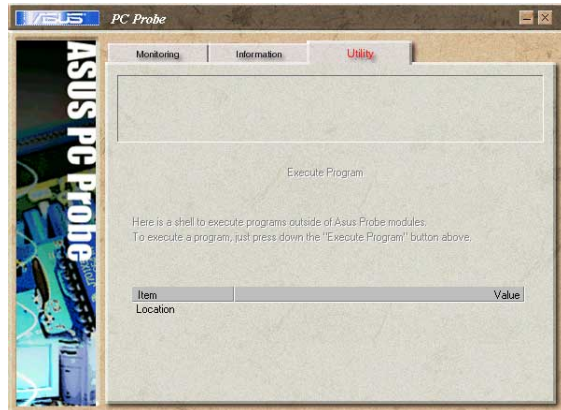 /ISUS
PC Probe
ASUS PC Probe
Monitoring
Information
Utility
Execute Program
Here is a shell to execute programs outside of Asus Probe modules.
To execute a program, just press down the "Execute Program" button above.
Item Value
Location